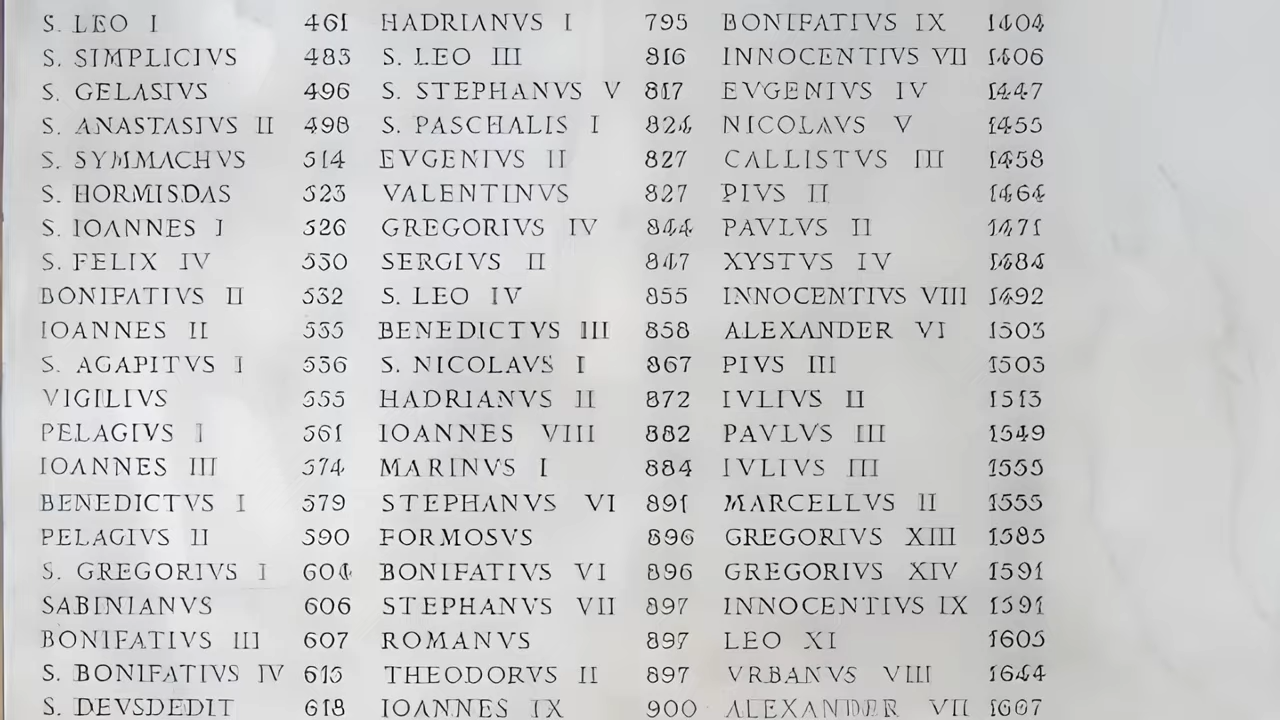 S. LEO I 461 HADRIANVS I 795 BONIFATIVS IX 1404
S. SIMPLICIVS 483 S. LEO III 816 INNOCENTIVS VII 1406
S. GELASIVS 496 S. STEPHANVS V 817 EVGENIVS IV 1447
S. ANASTASIVS II 498 S. PASCHALIS I 824 NICOLAVS V 1455
S. SYMMACHVS 514 EVGENIVS II 827 CALLISTVS III 1458
S. HORMISDAS 523 VALENTINVS 827 PIVS II 1464
S. IOANNES I 526 GREGORIVS IV 844 PAVLVS II 1471
S. FELIX IV 530 SERGIVS II 847 XYSTVS IV 1484
BONIFATIVS II 532 S. LEO IV 855 INNOCENTIVS VIII 1492
IOANNES II 535 BENEDICTVS III 858 ALEXANDER VI 1503
S. AGAPITVS I 536 S. NICOLAVS I 867 PIVS III 1503
VIGILIVS 555 HADRIANVS II 872 IVLIVS II 1513
PELAGIVS I 561 IOANNES VIII 882 PAVLVS III 1549
IOANNES III 574 MARINVS I 884 IVLIVS III 1555
BENEDICTVS I 579 STEPHANVS VI 891 MARCELLVS II 1555
PELAGIVS II 590 FORMOSVS 896 GREGORIVS XIII 1585
S. GREGORIVS I 604 BONIFATIVS VI 896 GREGORIVS XIV 1591
SABINIANVS 606 STEPHANVS VII 897 INNOCENTIVS IX 1591
BONIFATIVS III 607 ROMANVS 897 LEO XI 1605
S. BONIFATIVS IV 615 THEODORVS II 897 VRBANVS VIII 1644
S. DEVSDEDIT 618 IOANNES IX 900 ALEXANDER VII 1667